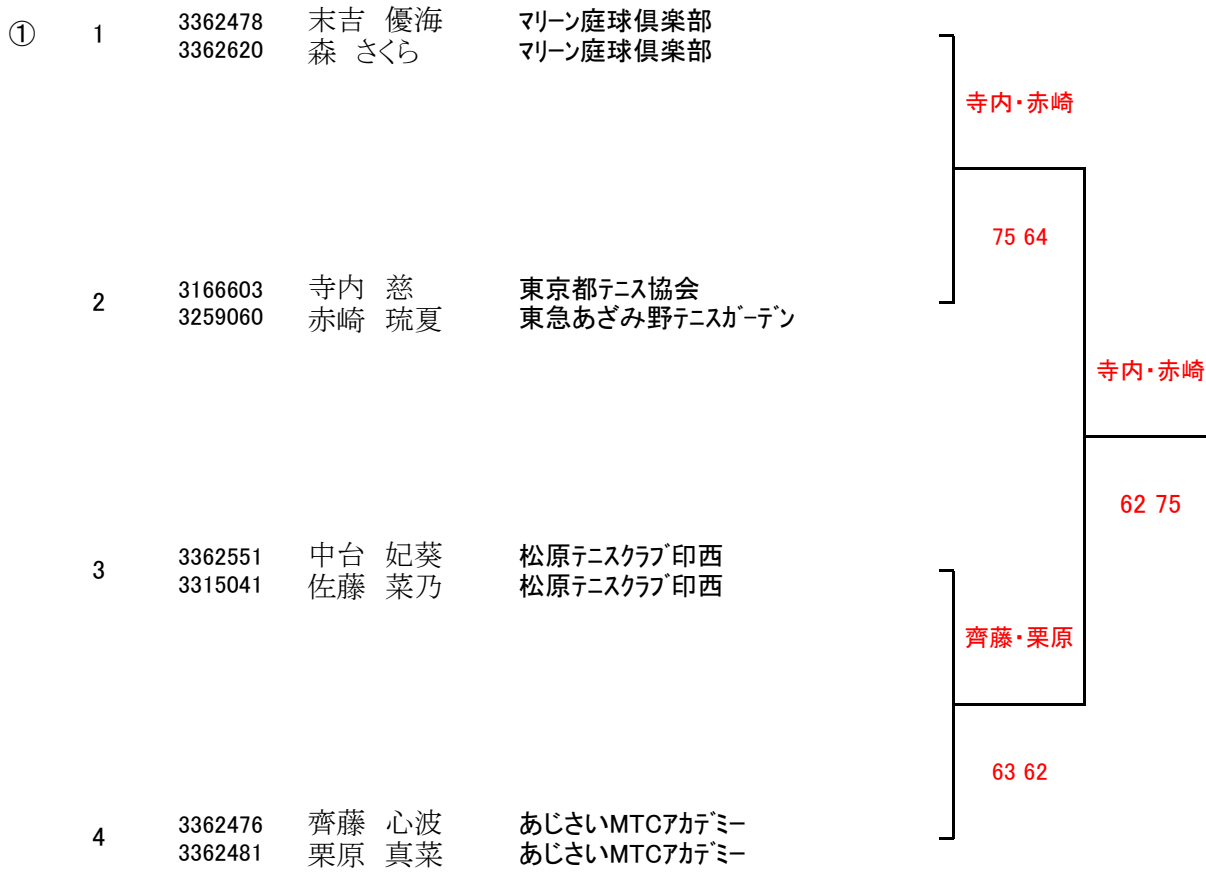 ① 1 3362478 末吉 優海 マリーン庭球倶楽部
3362620 森 さくら マリーン庭球倶楽部
寺内・赤崎
75 64
2 3166603 寺内 慈 東京都テニス協会
3259060 赤崎 琉夏 東急あざみ野テニスガーデン
寺内・赤崎
62 75
3 3362551 中台 妃葵 松原テニスクラブ印西
3315041 佐藤 菜乃 松原テニスクラブ印西
齊藤・栗原
63 62
4 3362476 齊藤 心波 あじさいMTCアカデミー
3362481 栗原 真菜 あじさいMTCアカデミー